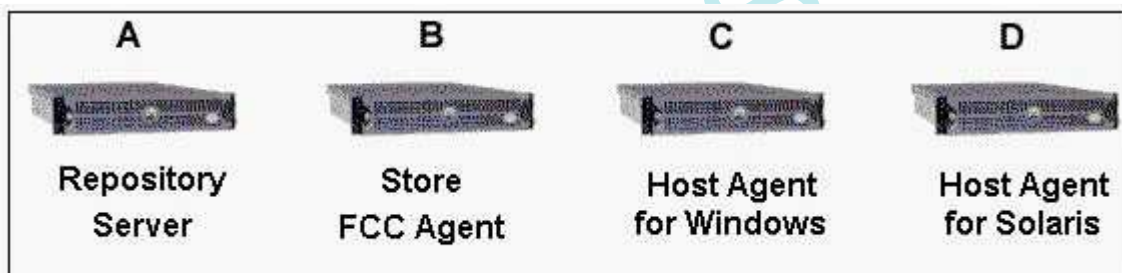 A
B
C
D
Repository
Server
Store
FCC Agent
Host Agent
for Windows
Host Agent
for Solaris